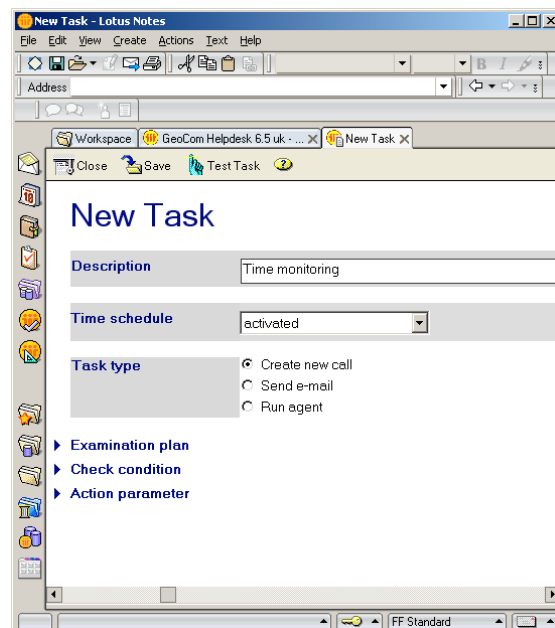 New Task - Lotus Notes
File Edit View Create Actions Text Help
B I
Address
Workspace GeoCom Helpdesk 6.5 uk - ... New Task
Close Save Test Task
New Task
Description Time monitoring
Time schedule activated
Task type Create new call
Send e-mail
Run agent
Examination plan
Check condition
Action parameter
FF Standard